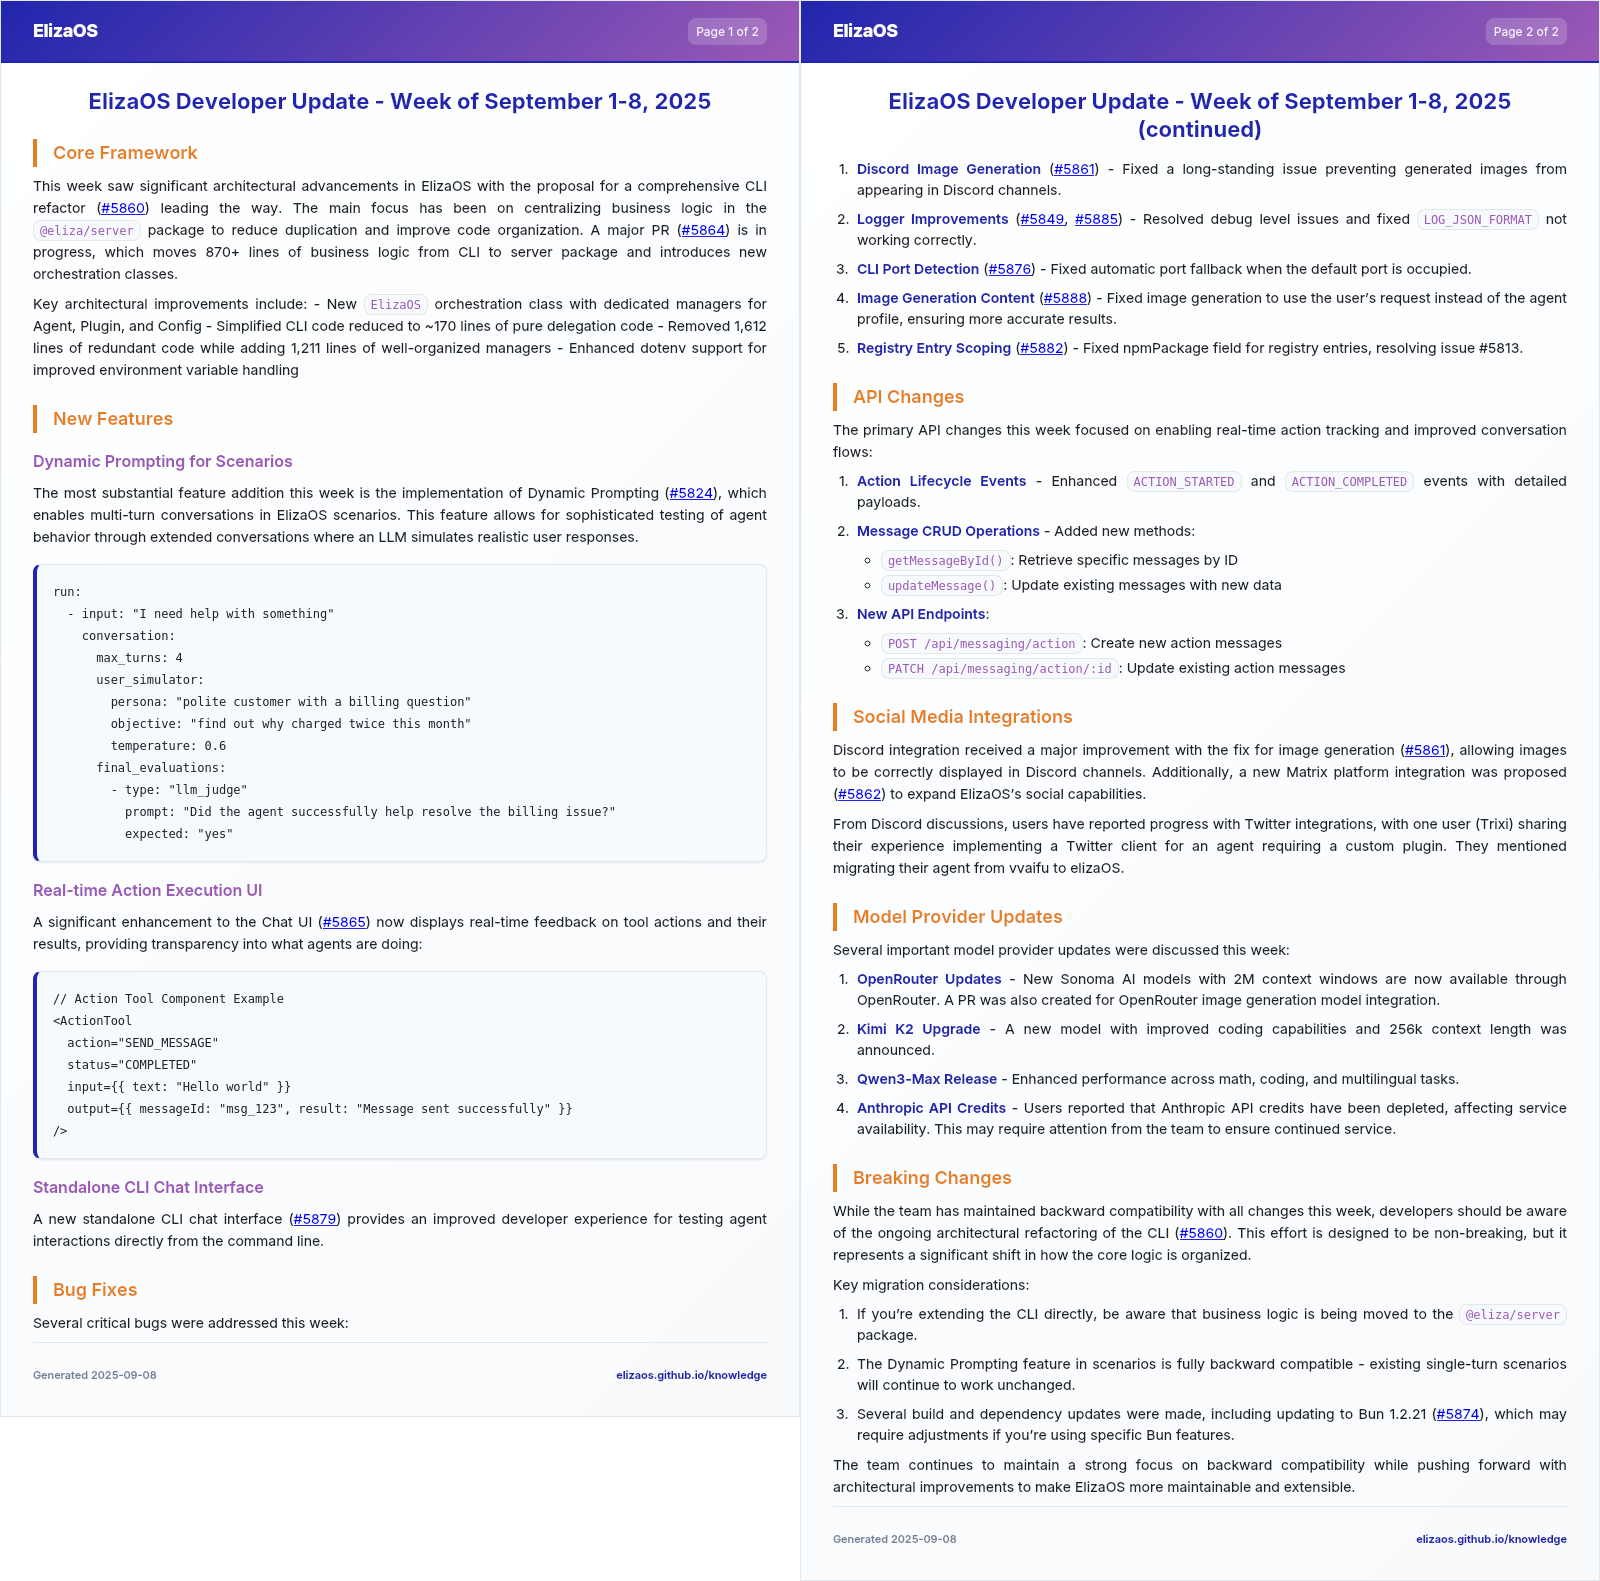 ElizaOS
Page 1 of 2
ElizaOS Developer Update - Week of September 1-8, 2025
Core Framework
This week saw significant architectural advancements in ElizaOS with the proposal for a comprehensive CLI
refactor (#5860) leading the way. The main focus has been on centralizing business logic in the
@eliza/server package to reduce duplication and improve code organization. A major PR (#5864) is in
progress, which moves 870+ lines of business logic from CLI to server package and introduces new
orchestration classes.
Key architectural improvements include: - New ElizaOS orchestration class with dedicated managers for
Agent, Plugin, and Config - Simplified CLI code reduced to ~170 lines of pure delegation code - Removed 1,612
lines of redundant code while adding 1,211 lines of well-organized managers - Enhanced dotenv support for
improved environment variable handling
New Features
Dynamic Prompting for Scenarios
The most substantial feature addition this week is the implementation of Dynamic Prompting (#5824), which
enables multi-turn conversations in ElizaOS scenarios. This feature allows for sophisticated testing of agent
behavior through extended conversations where an LLM simulates realistic user responses.
run:
  - input: "I need help with something"
    conversation:
      max_turns: 4
      user_simulator:
        persona: "polite customer with a billing question"
        objective: "find out why charged twice this month"
        temperature: 0.6
      final_evaluations:
        - type: "llm_judge"
          prompt: "Did the agent successfully help resolve the billing issue?"
          expected: "yes"
Real-time Action Execution UI
A significant enhancement to the Chat UI (#5865) now displays real-time feedback on tool actions and their
results, providing transparency into what agents are doing:
// Action Tool Component Example
<ActionTool
  action="SEND_MESSAGE"
  status="COMPLETED"
  input={{ text: "Hello world" }}
  output={{ messageId: "msg_123", result: "Message sent successfully" }}
/>
Standalone CLI Chat Interface
A new standalone CLI chat interface (#5879) provides an improved developer experience for testing agent
interactions directly from the command line.
Bug Fixes
Several critical bugs were addressed this week:
Generated 2025-09-08
elizaos.github.io/knowledge
ElizaOS
Page 2 of 2
ElizaOS Developer Update - Week of September 1-8, 2025
(continued)
1. Discord Image Generation (#5861) - Fixed a long-standing issue preventing generated images from
appearing in Discord channels.
2. Logger Improvements (#5849, #5885) - Resolved debug level issues and fixed LOG_JSON_FORMAT not
working correctly.
3. CLI Port Detection (#5876) - Fixed automatic port fallback when the default port is occupied.
4. Image Generation Content (#5888) - Fixed image generation to use the user's request instead of the agent
profile, ensuring more accurate results.
5. Registry Entry Scoping (#5882) - Fixed npmPackage field for registry entries, resolving issue #5813.
API Changes
The primary API changes this week focused on enabling real-time action tracking and improved conversation
flows:
1. Action Lifecycle Events - Enhanced ACTION_STARTED and ACTION_COMPLETED events with detailed
payloads.
2. Message CRUD Operations - Added new methods:
◦ getMessageById(): Retrieve specific messages by ID
◦ updateMessage(): Update existing messages with new data
3. New API Endpoints:
◦ POST /api/messaging/action: Create new action messages
◦ PATCH /api/messaging/action/:id: Update existing action messages
Social Media Integrations
Discord integration received a major improvement with the fix for image generation (#5861), allowing images
to be correctly displayed in Discord channels. Additionally, a new Matrix platform integration was proposed
(#5862) to expand ElizaOS's social capabilities.
From Discord discussions, users have reported progress with Twitter integrations, with one user (Trixi) sharing
their experience implementing a Twitter client for an agent requiring a custom plugin. They mentioned
migrating their agent from vvaifu to elizaOS.
Model Provider Updates
Several important model provider updates were discussed this week:
1. OpenRouter Updates - New Sonoma AI models with 2M context windows are now available through
OpenRouter. A PR was also created for OpenRouter image generation model integration.
2. Kimi K2 Upgrade - A new model with improved coding capabilities and 256k context length was
announced.
3. Qwen3-Max Release - Enhanced performance across math, coding, and multilingual tasks.
4. Anthropic API Credits - Users reported that Anthropic API credits have been depleted, affecting service
availability. This may require attention from the team to ensure continued service.
Breaking Changes
While the team has maintained backward compatibility with all changes this week, developers should be aware
of the ongoing architectural refactoring of the CLI (#5860). This effort is designed to be non-breaking, but it
represents a significant shift in how the core logic is organized.
Key migration considerations:
1. If you're extending the CLI directly, be aware that business logic is being moved to the @eliza/server
package.
2. The Dynamic Prompting feature in scenarios is fully backward compatible - existing single-turn scenarios
will continue to work unchanged.
3. Several build and dependency updates were made, including updating to Bun 1.2.21 (#5874), which may
require adjustments if you're using specific Bun features.
The team continues to maintain a strong focus on backward compatibility while pushing forward with
architectural improvements to make ElizaOS more maintainable and extensible.
Generated 2025-09-08
elizaos.github.io/knowledge